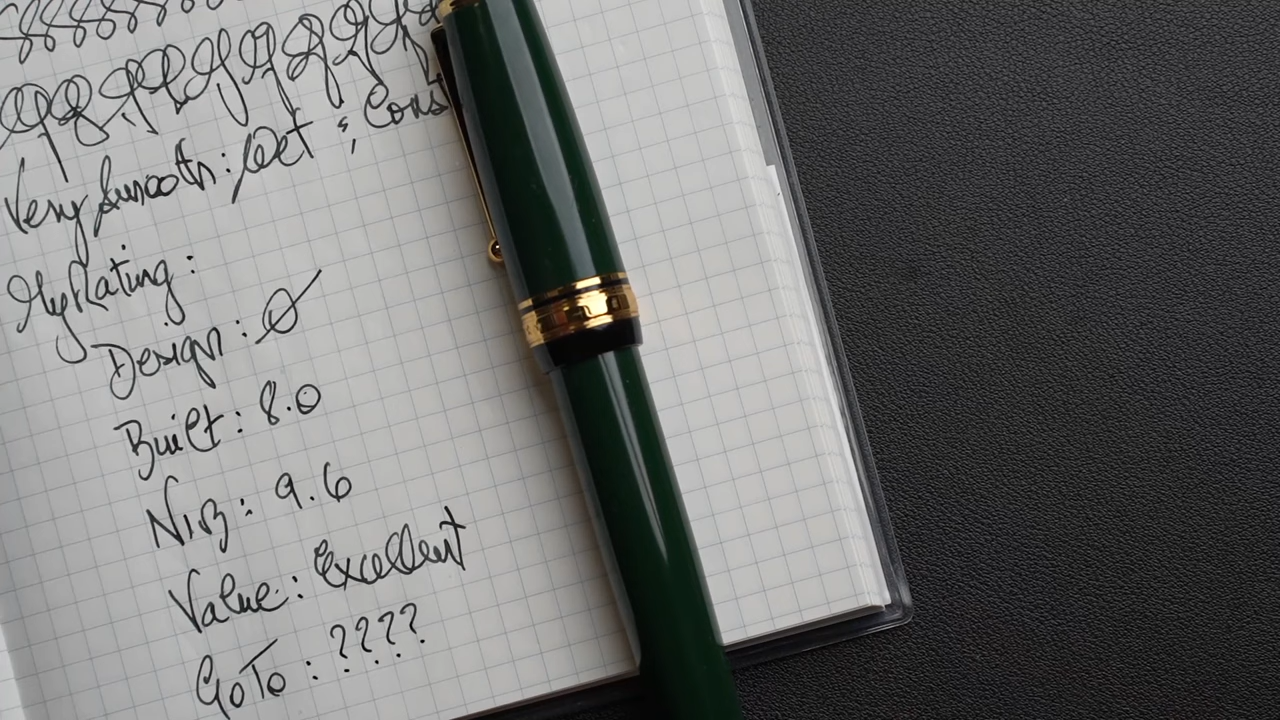 Very Smooth : Wet ; Cons
My Rating :
Design : Ø
Built : 8.0
Nib : 9.6
Value : Excellent
GoTo : ????